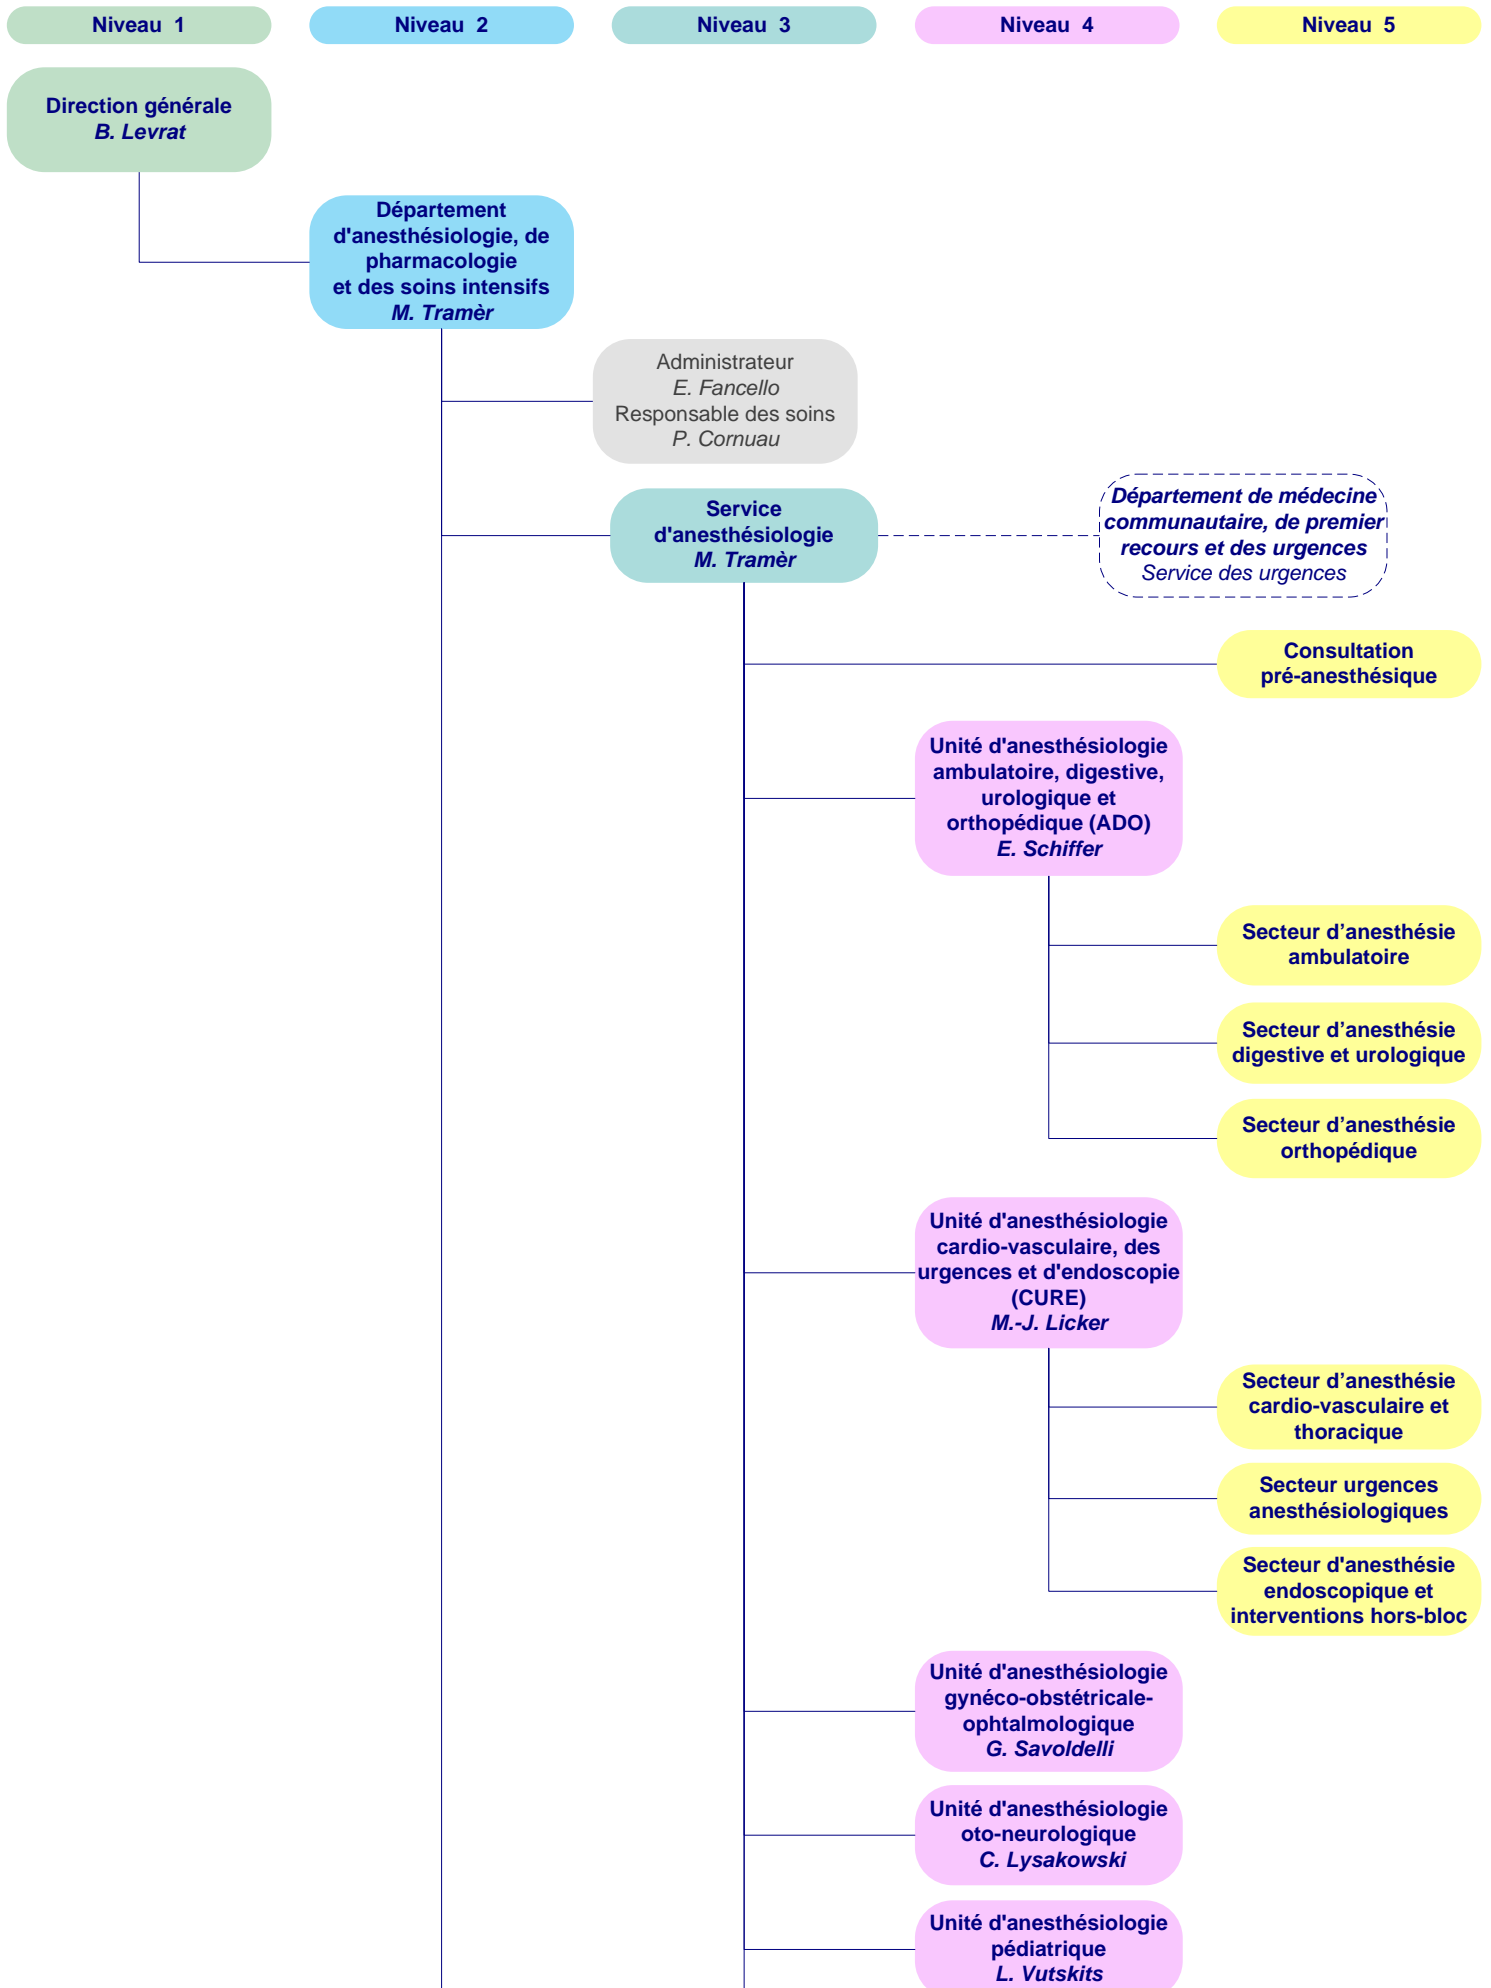 Niveau 1
Niveau 2
Niveau 3
Niveau 4
Niveau 5
Direction générale
B. Levrat
Département
d'anesthésiologie, de
pharmacologie
et des soins intensifs
M. Tramèr
Administrateur
E. Fancello
Responsable des soins
P. Cornuau
Service
d'anesthésiologie
M. Tramèr
Département de médecine
communautaire, de premier
recours et des urgences
Service des urgences
Consultation
pré-anesthésique
Unité d'anesthésiologie
ambulatoire, digestive,
urologique et
orthopédique (ADO)
E. Schiffer
Secteur d’anesthésie
ambulatoire
Secteur d’anesthésie
digestive et urologique
Secteur d’anesthésie
orthopédique
Unité d'anesthésiologie
cardio-vasculaire, des
urgences et d'endoscopie
(CURE)
M.-J. Licker
Secteur d’anesthésie
cardio-vasculaire et
thoracique
Secteur urgences
anesthésiologiques
Secteur d'anesthésie
endoscopique et
interventions hors-bloc
Unité d'anesthésiologie
gynéco-obstétricale-
ophtalmologique
G. Savoldelli
Unité d'anesthésiologie
oto-neurologique
C. Lysakowski
Unité d'anesthésiologie
pédiatrique
L. Vutskits